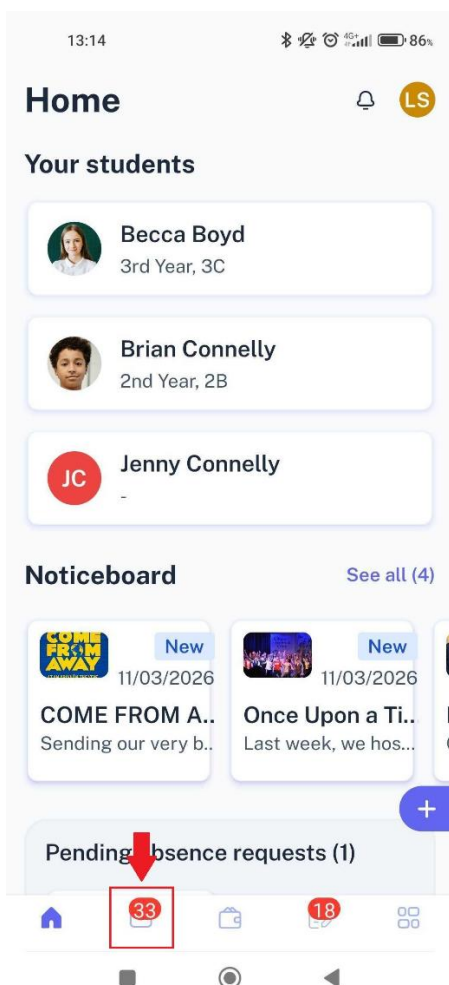 13:14
4G+
86%
Home
LS
Your students
Becca Boyd
3rd Year, 3C
Brian Connelly
2nd Year, 2B
JC
Jenny Connelly
-
Noticeboard
See all (4)
COME
FROM
AWAY
New
11/03/2026
COME FROM A..
Sending our very b..
New
11/03/2026
Once Upon a Ti..
Last week, we hos...
+
Pending absence requests (1)
33
18